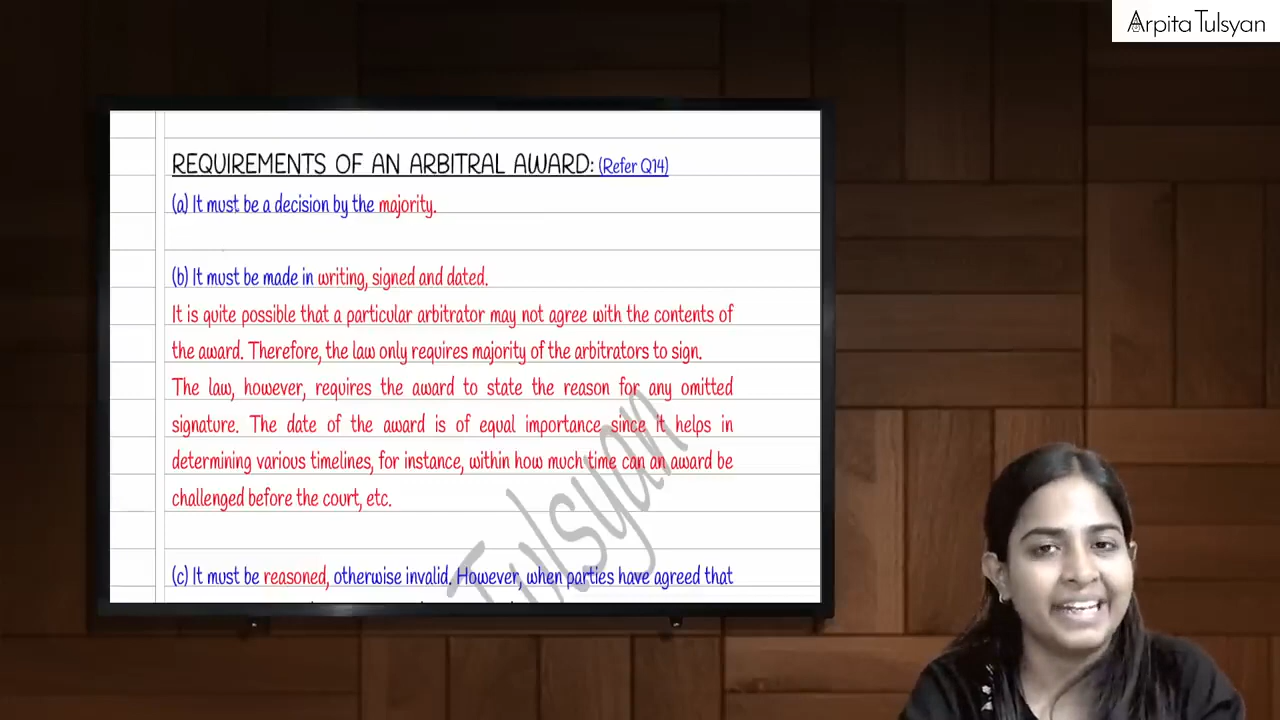 Arpita Tulsyan
REQUIREMENTS OF AN ARBITRAL AWARD: (Refer Q14)
(a) It must be a decision by the majority.
(b) It must be made in writing, signed and dated.
It is quite possible that a particular arbitrator may not agree with the contents of
the award. Therefore, the law only requires majority of the arbitrators to sign.
The law, however, requires the award to state the reason for any omitted
signature. The date of the award is of equal importance since it helps in
determining various timelines, for instance, within how much time can an award be
challenged before the court, etc.
(c) It must be reasoned, otherwise invalid. However, when parties have agreed that
Tulsyan